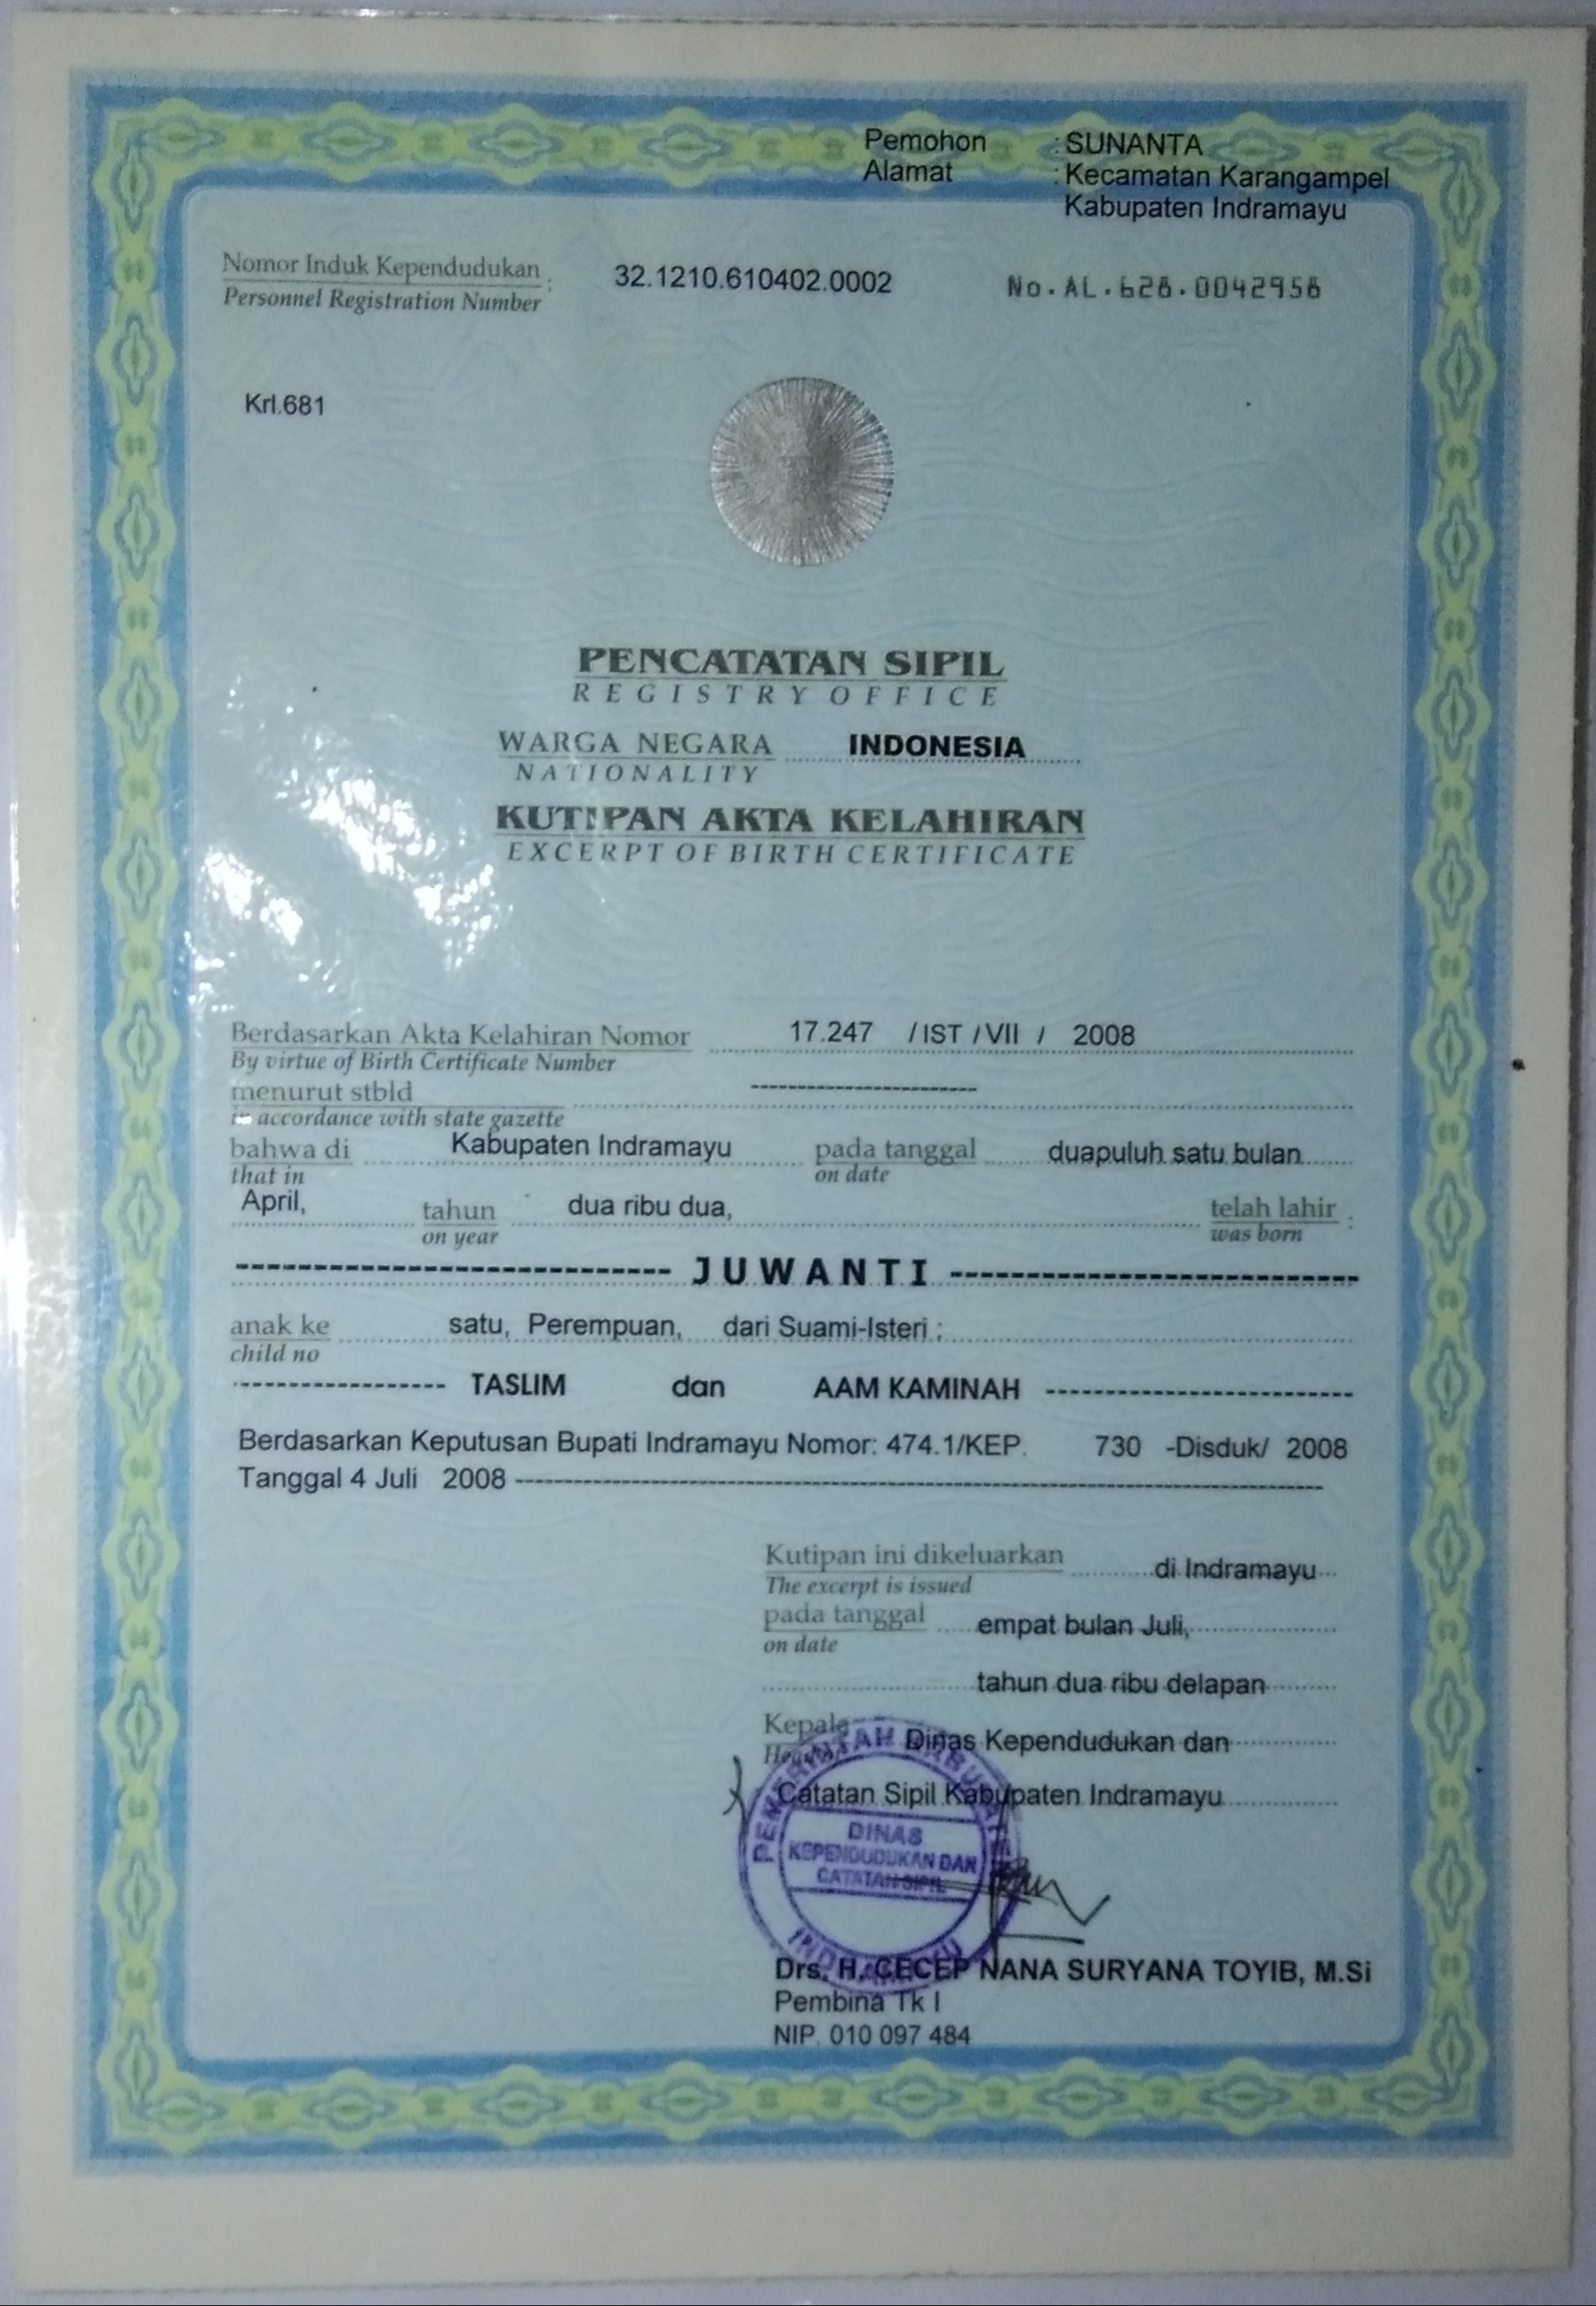 Pemohon : SUNANTA
Alamat : Kecamatan Karangampel
Kabupaten Indramayu
Nomor Induk Kependudukan : 32.1210.610402.0002 No.AL.628.0042958
Personnel Registration Number
Krl.681
PENCATATAN SIPIL
REGISTRY OFFICE
WARGA NEGARA INDONESIA
NATIONALITY
KUTIPAN AKTA KELAHIRAN
EXCERPT OF BIRTH CERTIFICATE
Berdasarkan Akta Kelahiran Nomor 17.247 / IST / VII / 2008
By virtue of Birth Certificate Number
menurut stbld -----------------------
in accordance with state gazette
bahwa di Kabupaten Indramayu pada tanggal duapuluh satu bulan
that in on date
April, tahun dua ribu dua, telah lahir :
on year was born
---------------------------- JUWANTI ---------------------------
anak ke satu, Perempuan, dari Suami-Isteri :
child no
------------------ TASLIM dan AAM KAMINAH --------------------------
Berdasarkan Keputusan Bupati Indramayu Nomor: 474.1/KEP. 730 -Disduk/ 2008
Tanggal 4 Juli 2008 ----------------------------------------
Kutipan ini dikeluarkan di Indramayu
The excerpt is issued
pada tanggal empat bulan Juli,
on date
tahun dua ribu delapan
Kepala Dinas Kependudukan dan
Catatan Sipil Kabupaten Indramayu
DINAS
KEPENDUDUKAN DAN
CATATAN SIPIL
Drs. H. CECEP NANA SURYANA TOYIB, M.Si
Pembina Tk I
NIP. 010 097 484